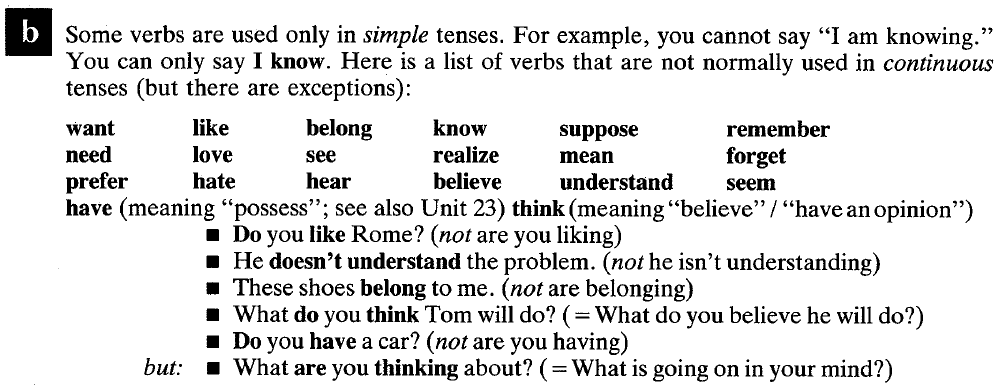 b
Some verbs are used only in simple tenses. For example, you cannot say “I am knowing.”
You can only say I know. Here is a list of verbs that are not normally used in continuous
tenses (but there are exceptions):
want like belong know suppose remember
need love see realize mean forget
prefer hate hear believe understand seem
have (meaning “possess”; see also Unit 23) think (meaning “believe” / “have an opinion”)
■ Do you like Rome? (not are you liking)
■ He doesn’t understand the problem. (not he isn’t understanding)
■ These shoes belong to me. (not are belonging)
■ What do you think Tom will do? (= What do you believe he will do?)
■ Do you have a car? (not are you having)
but: ■ What are you thinking about? (= What is going on in your mind?)